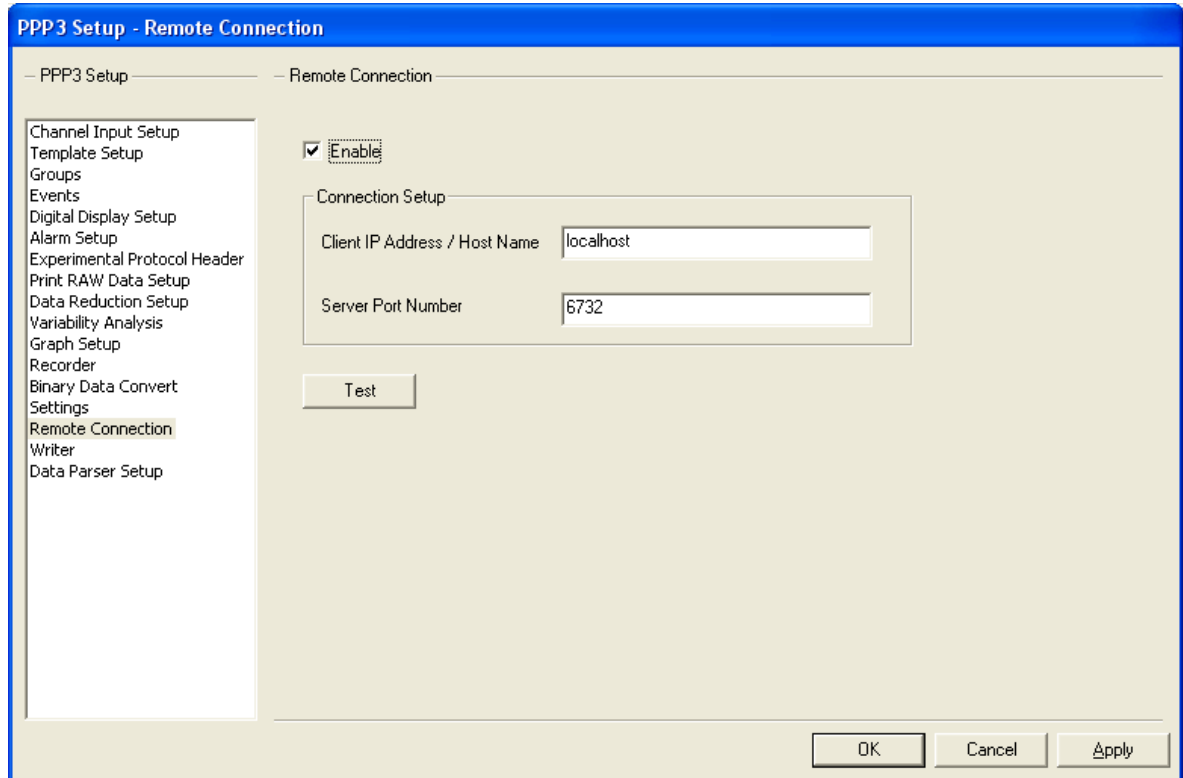 PPP3 Setup - Remote Connection
PPP3 Setup
Channel Input Setup
Template Setup
Groups
Events
Digital Display Setup
Alarm Setup
Experimental Protocol Header
Print RAW Data Setup
Data Reduction Setup
Variability Analysis
Graph Setup
Recorder
Binary Data Convert
Settings
Remote Connection
Writer
Data Parser Setup
Remote Connection
Enable
Connection Setup
Client IP Address / Host Name localhost
Server Port Number 6732
Test
OK Cancel Apply